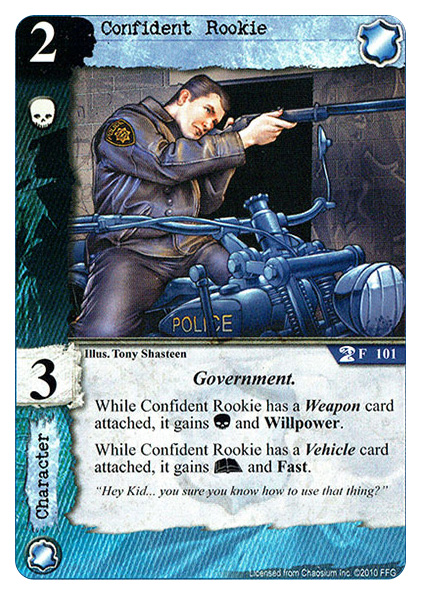 2
Confident Rookie
POLICE
Illus. Tony Shasteen
F 101
3
Government.
While Confident Rookie has a Weapon card
attached, it gains and Willpower.
While Confident Rookie has a Vehicle card
attached, it gains and Fast.
"Hey Kid... you sure you know how to use that thing?"
Character
Licensed from Chaosium Inc. ©2010 FFG